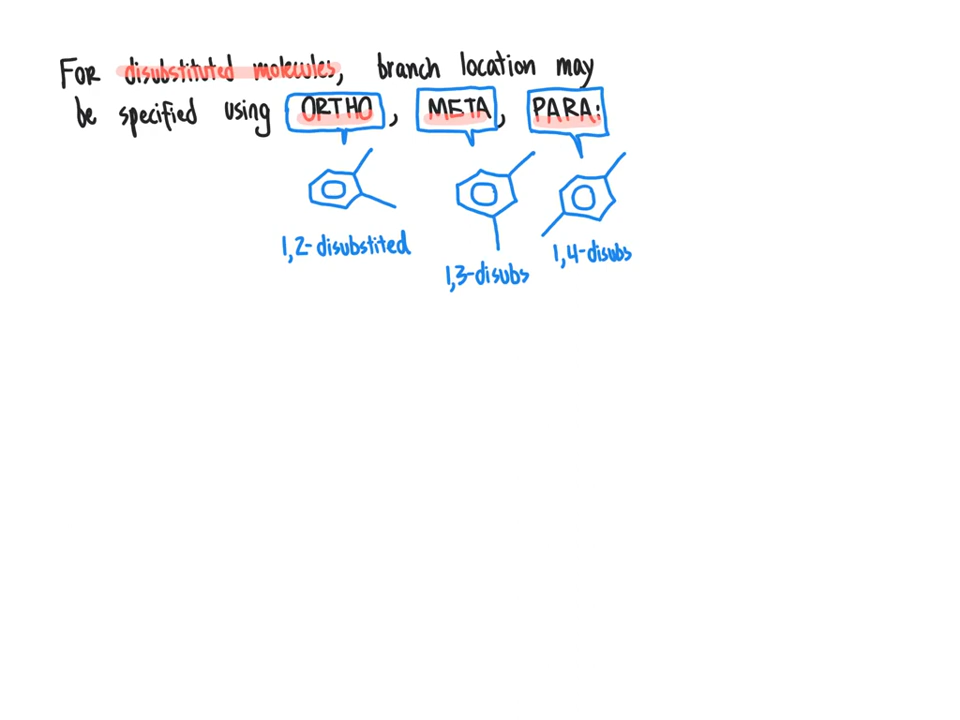 For disubstituted molecules, branch location may
be specified using ORTHO, META, PARA:
1,2-disubstited
1,3-disubs
1,4-disubs